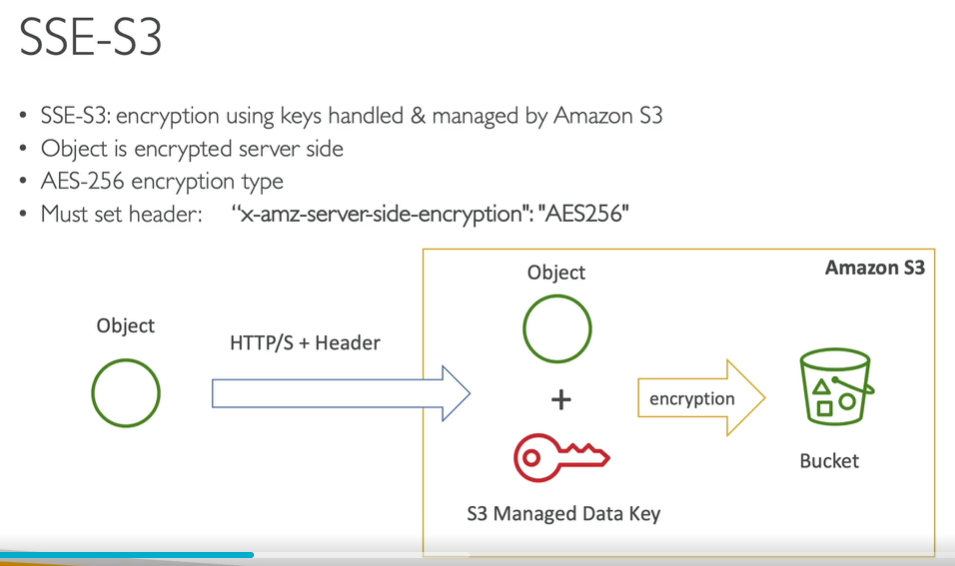 SSE-S3
• SSE-S3: encryption using keys handled & managed by Amazon S3
• Object is encrypted server side
• AES-256 encryption type
• Must set header: “x-amz-server-side-encryption": "AES256"
Amazon S3
Object
Object
HTTP/S + Header
+
encryption
Bucket
S3 Managed Data Key